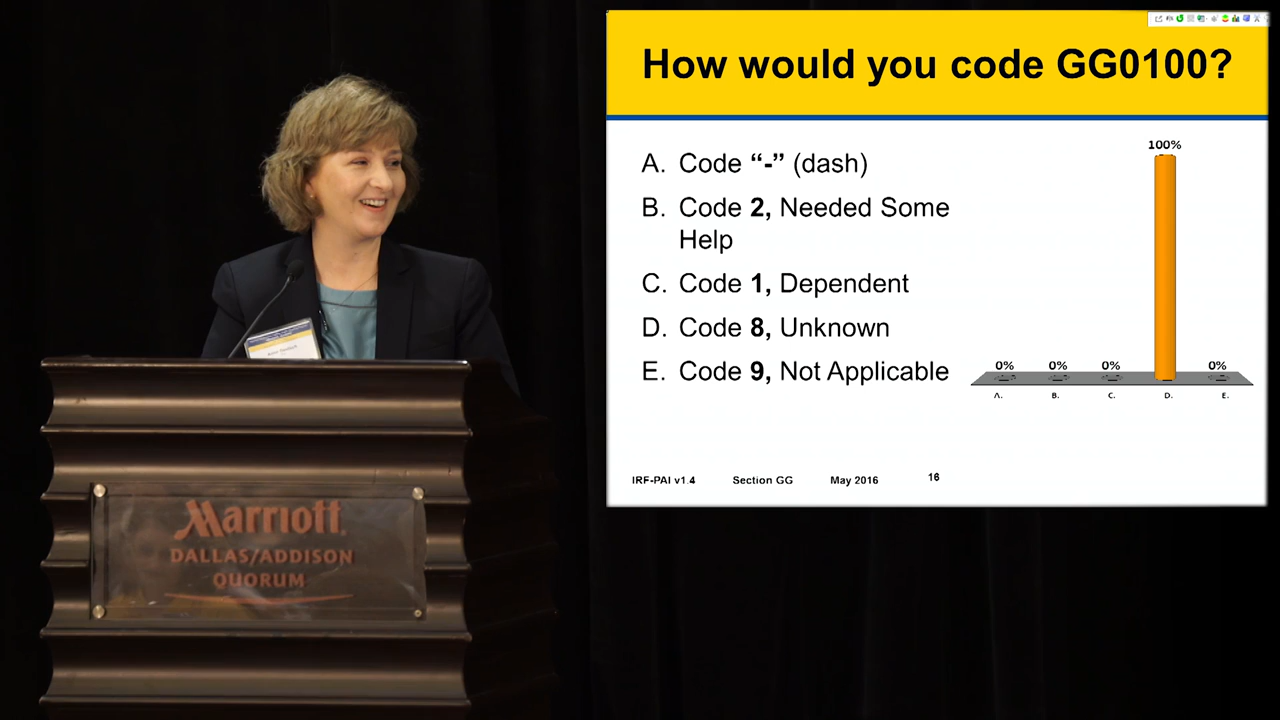 How would you code GG0100?
A. Code “-” (dash)
B. Code 2, Needed Some
Help
C. Code 1, Dependent
D. Code 8, Unknown
E. Code 9, Not Applicable
100%
0% 0% 0% 0%
A. B. C. D. E.
IRF-PAI v1.4 Section GG May 2016 16
Marriott
DALLAS/ADDISON
QUORUM